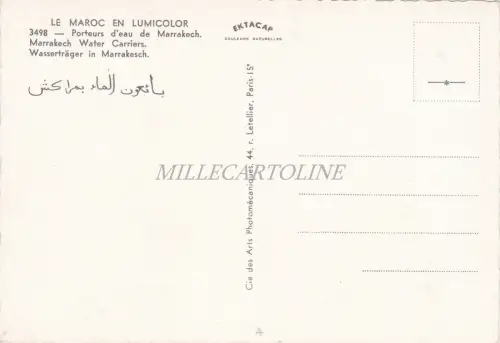 LE MAROC EN LUMICOLOR
3498 — Porteurs d'eau de Marrakech.
Marrakech Water Carriers.
Wasserträger in Marrakesch.
بائعون الماء بمراكش
EKTACAP
COULEURS NATURELLES
Cie des Arts Photomécaniques, 44, r. Letellier, Paris-15e
MILLECARTOLINE